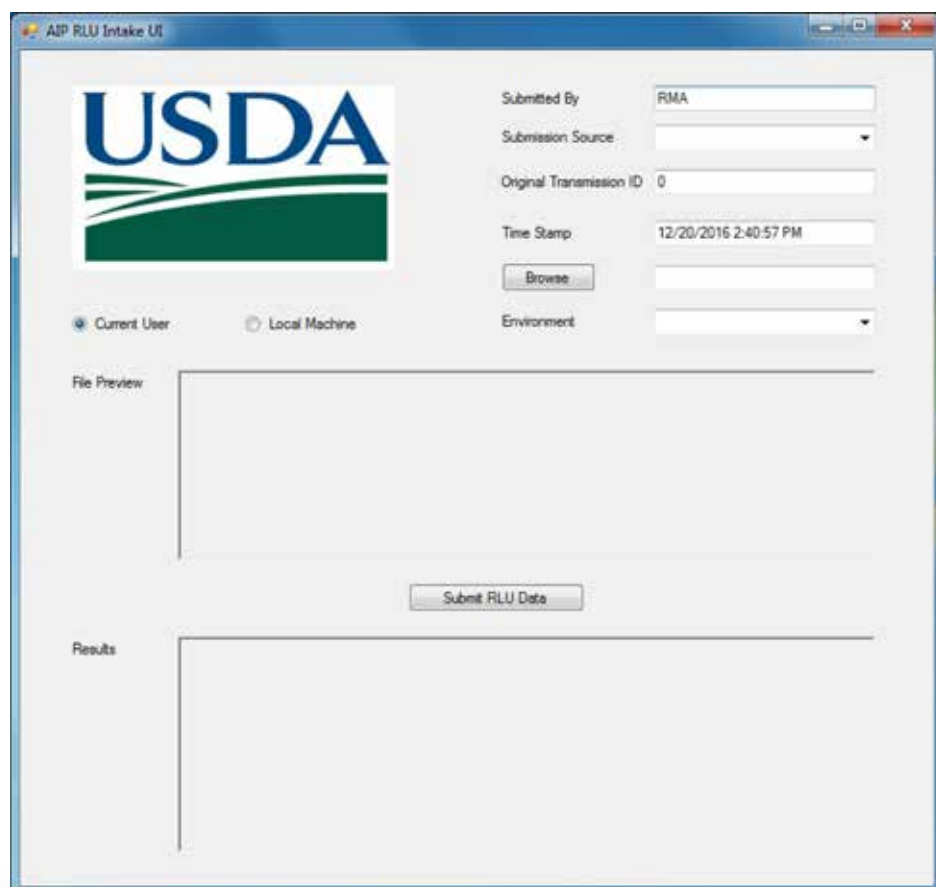 AIP RLU Intake UI
USDA
Submitted By RMA
Submission Source
Original Transmission ID 0
Time Stamp 12/20/2016 2:40:57 PM
Browse
Current User Local Machine Environment
File Preview
Submit RLU Data
Results